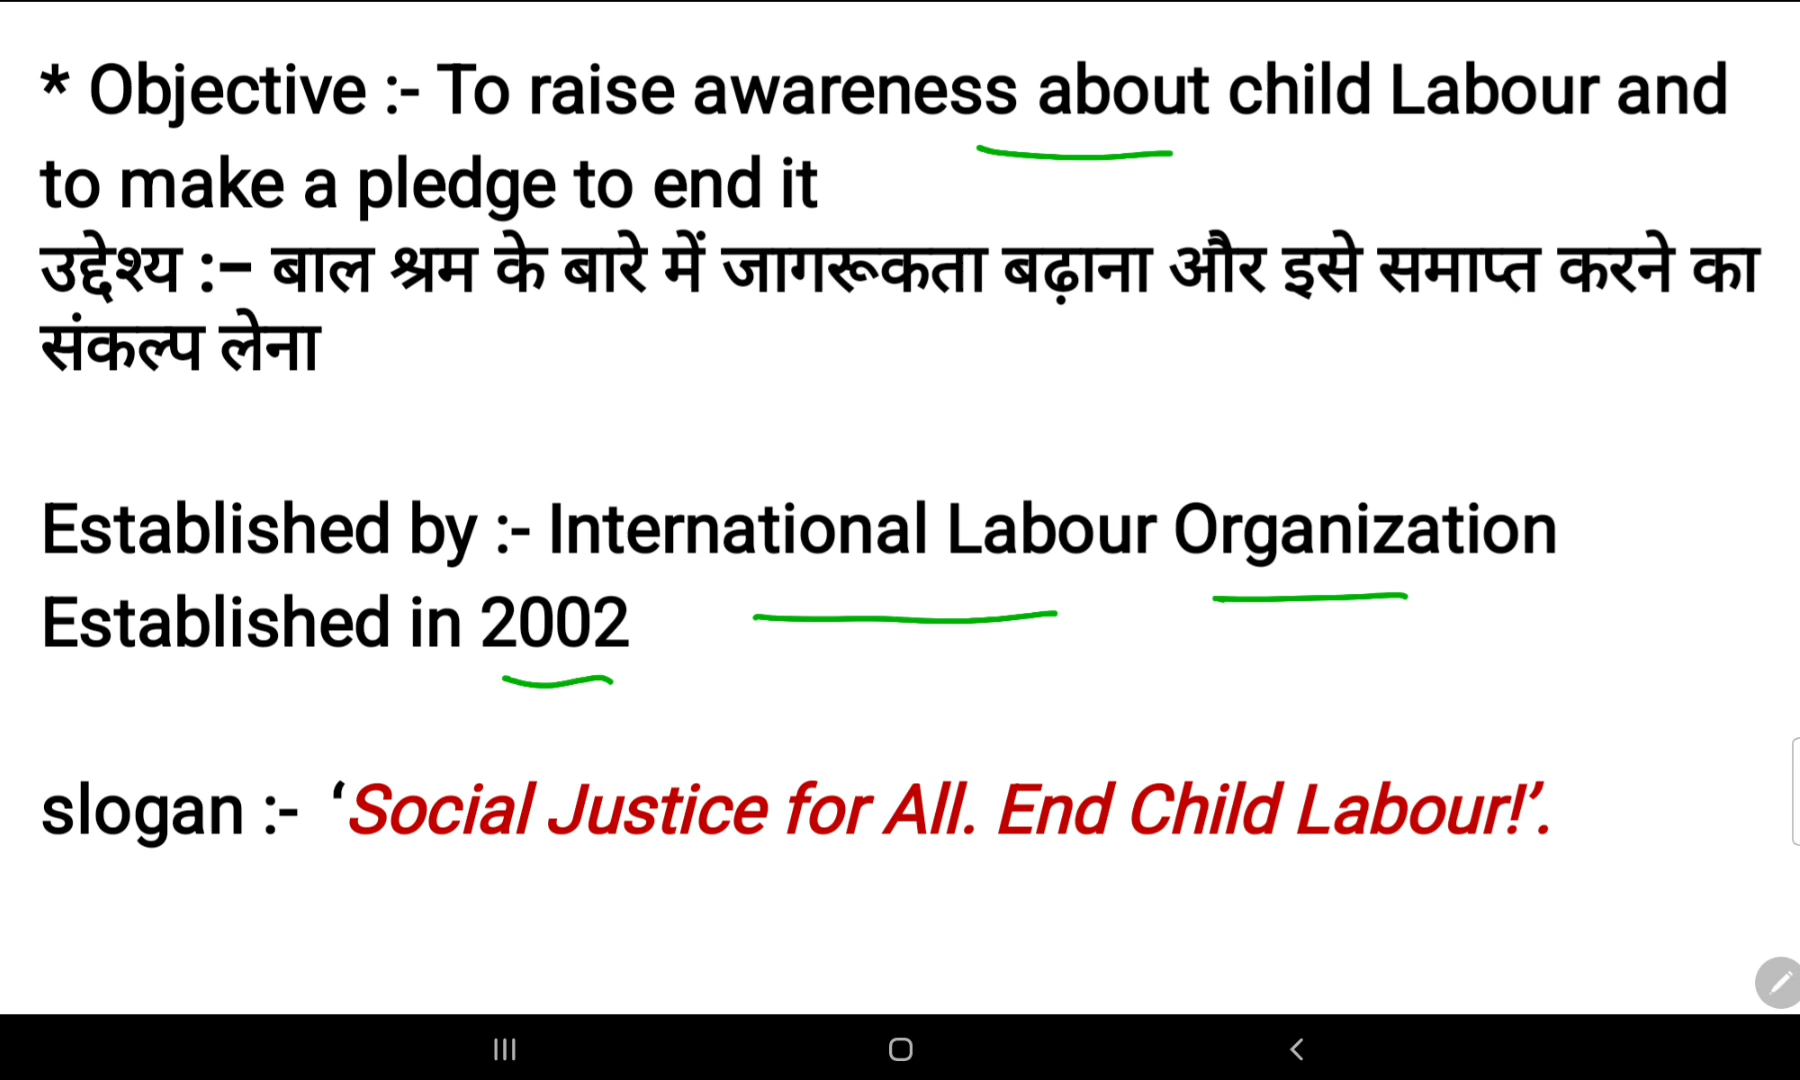 * Objective :- To raise awareness about child Labour and
to make a pledge to end it
उद्देश्य :– बाल श्रम के बारे में जागरूकता बढ़ाना और इसे समाप्त करने का
संकल्प लेना
Established by :- International Labour Organization
Established in 2002
slogan :- ‘Social Justice for All. End Child Labour!’.